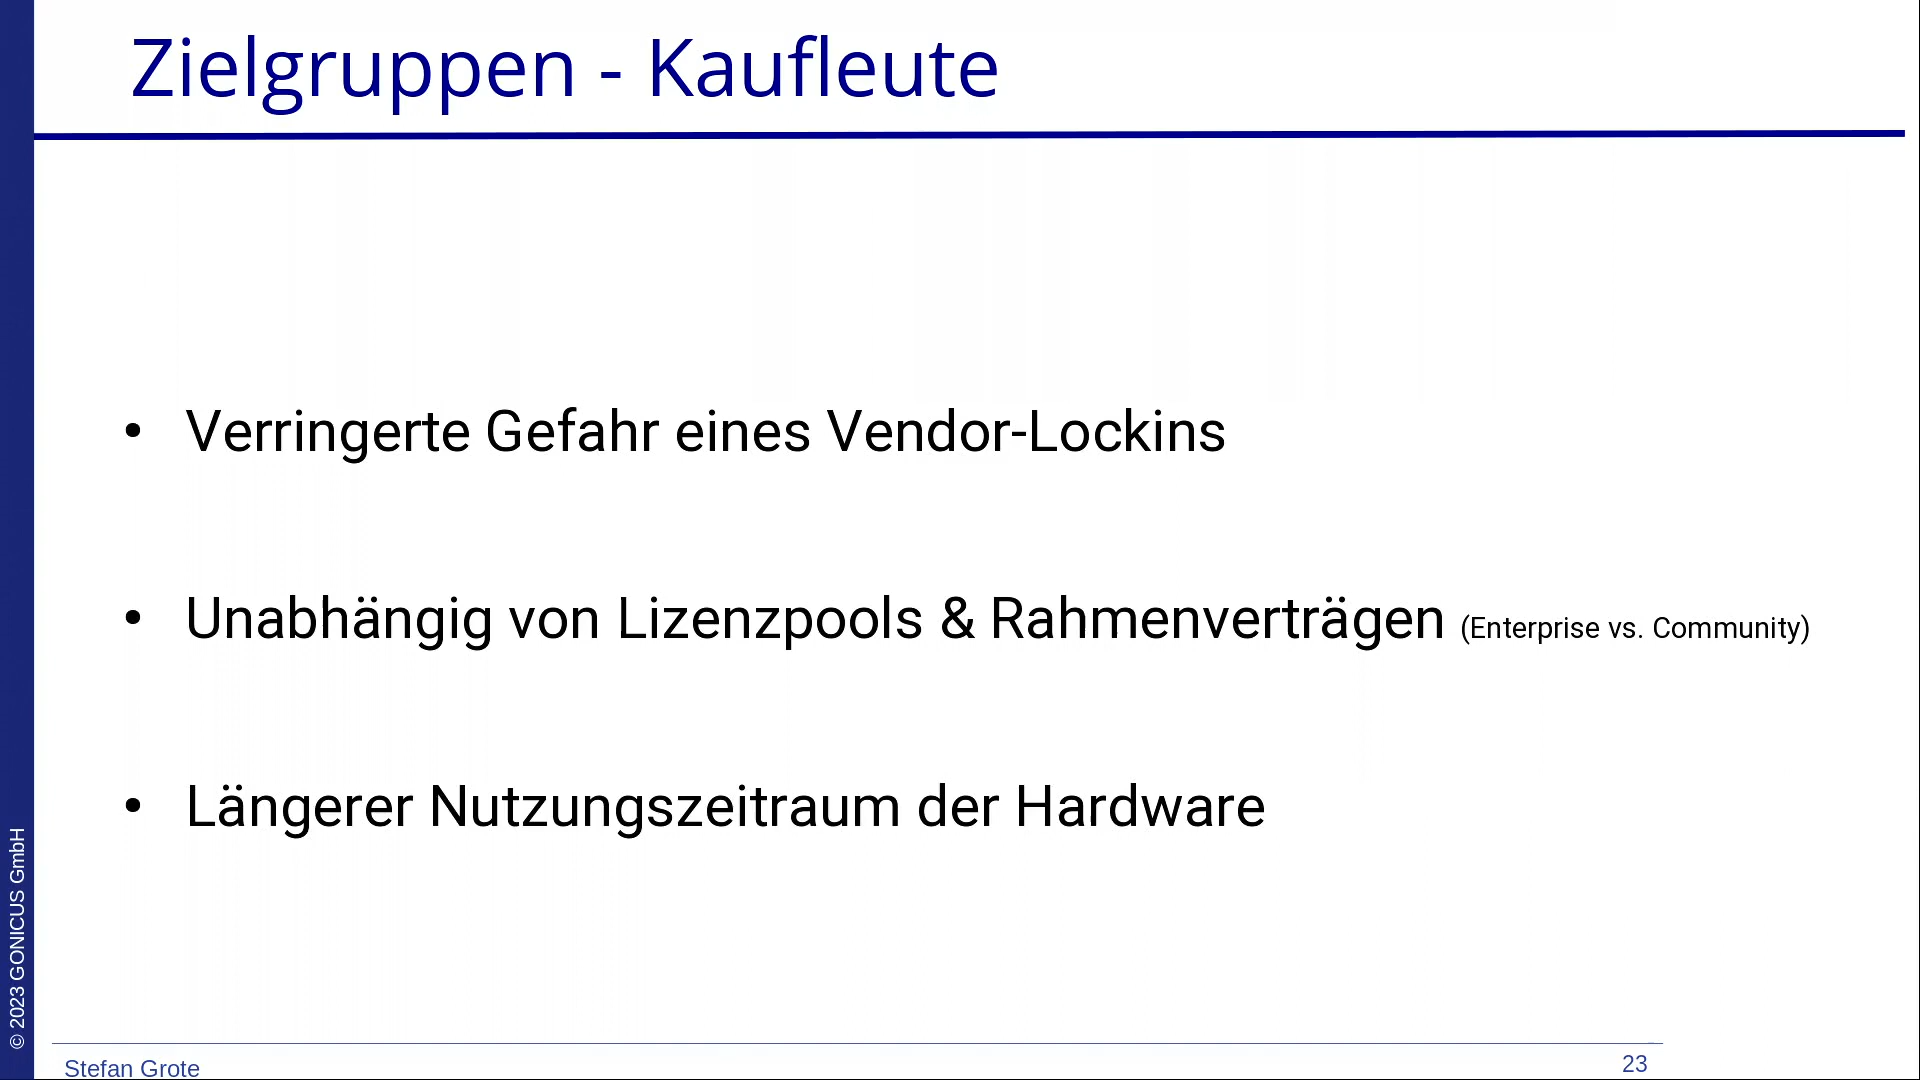 Zielgruppen - Kaufleute
• Verringerte Gefahr eines Vendor-Lockins
• Unabhängig von Lizenzpools & Rahmenverträgen (Enterprise vs. Community)
• Längerer Nutzungszeitraum der Hardware
© 2023 GONICUS GmbH
Stefan Grote
23